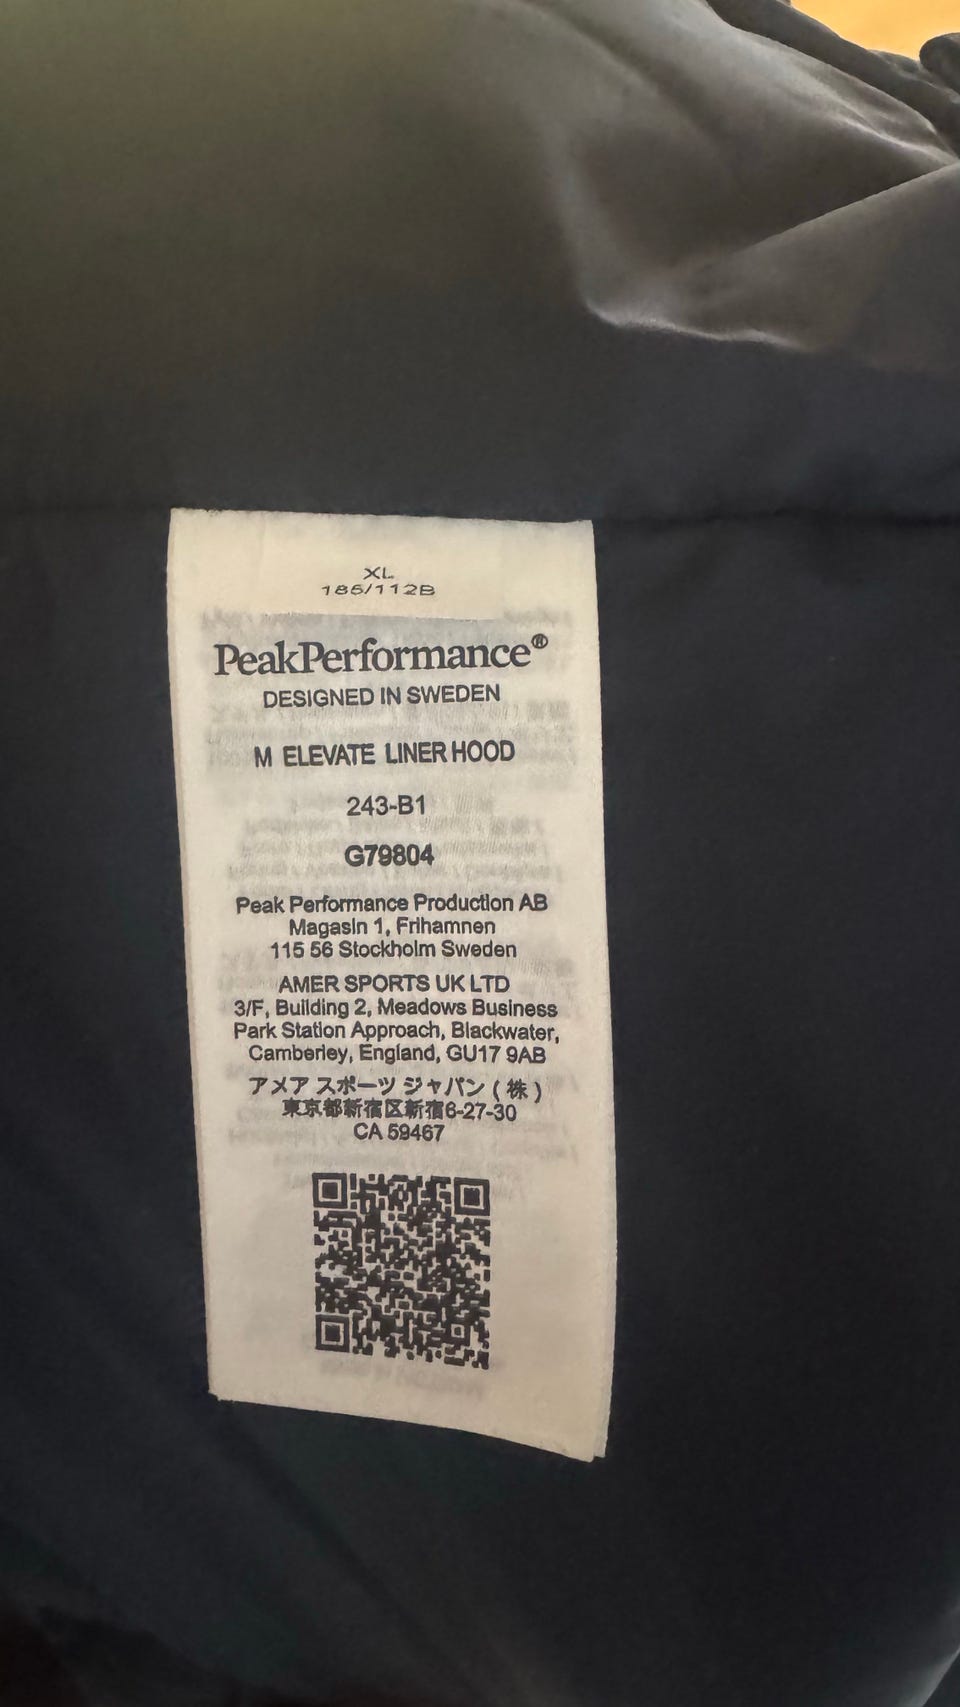 XL
185/112B
PeakPerformance®
DESIGNED IN SWEDEN
M ELEVATE LINER HOOD
243-B1
G79804
Peak Performance Production AB
Magasin 1, Frihamnen
115 56 Stockholm Sweden
AMER SPORTS UK LTD
3/F, Building 2, Meadows Business
Park Station Approach, Blackwater,
Camberley, England, GU17 9AB
アメア スポーツ ジャパン ( 株 )
東京都新宿区新宿6-27-30
CA 59467